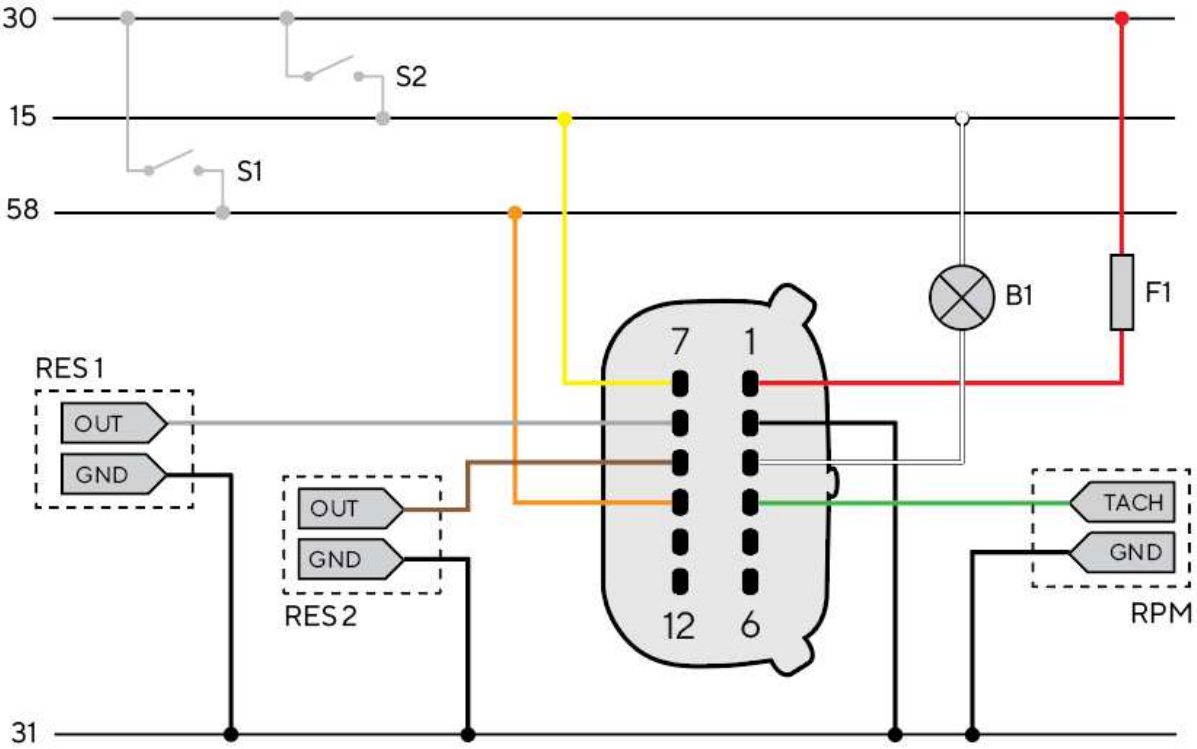 30
S2
15
S1
58
B1
F1
7 1
RES 1
OUT
GND
OUT
GND
RES 2
TACH
GND
RPM
12 6
31